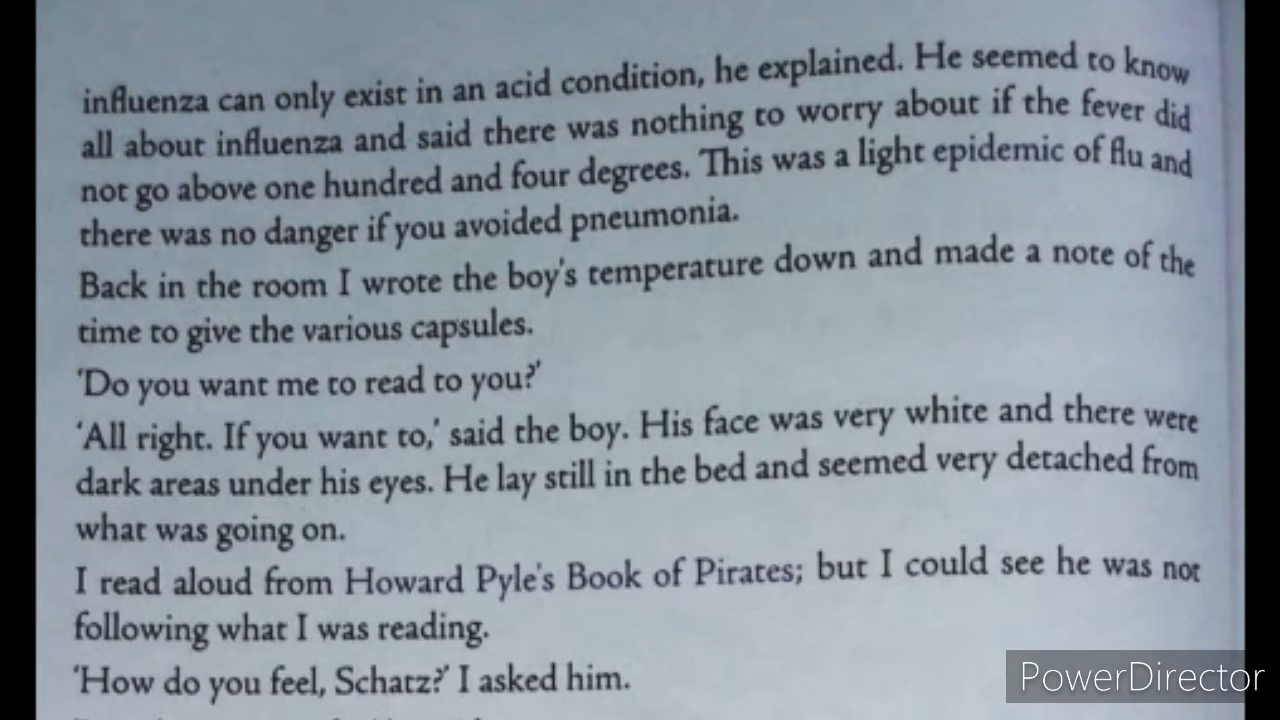 influenza can only exist in an acid condition, he explained. He seemed to know
all about influenza and said there was nothing to worry about if the fever did
not go above one hundred and four degrees. This was a light epidemic of flu and
there was no danger if you avoided pneumonia.
Back in the room I wrote the boy's temperature down and made a note of the
time to give the various capsules.
'Do you want me to read to you?'
'All right. If you want to,' said the boy. His face was very white and there were
dark areas under his eyes. He lay still in the bed and seemed very detached from
what was going on.
I read aloud from Howard Pyle's Book of Pirates; but I could see he was not
following what I was reading.
'How do you feel, Schatz?' I asked him.
PowerDirector